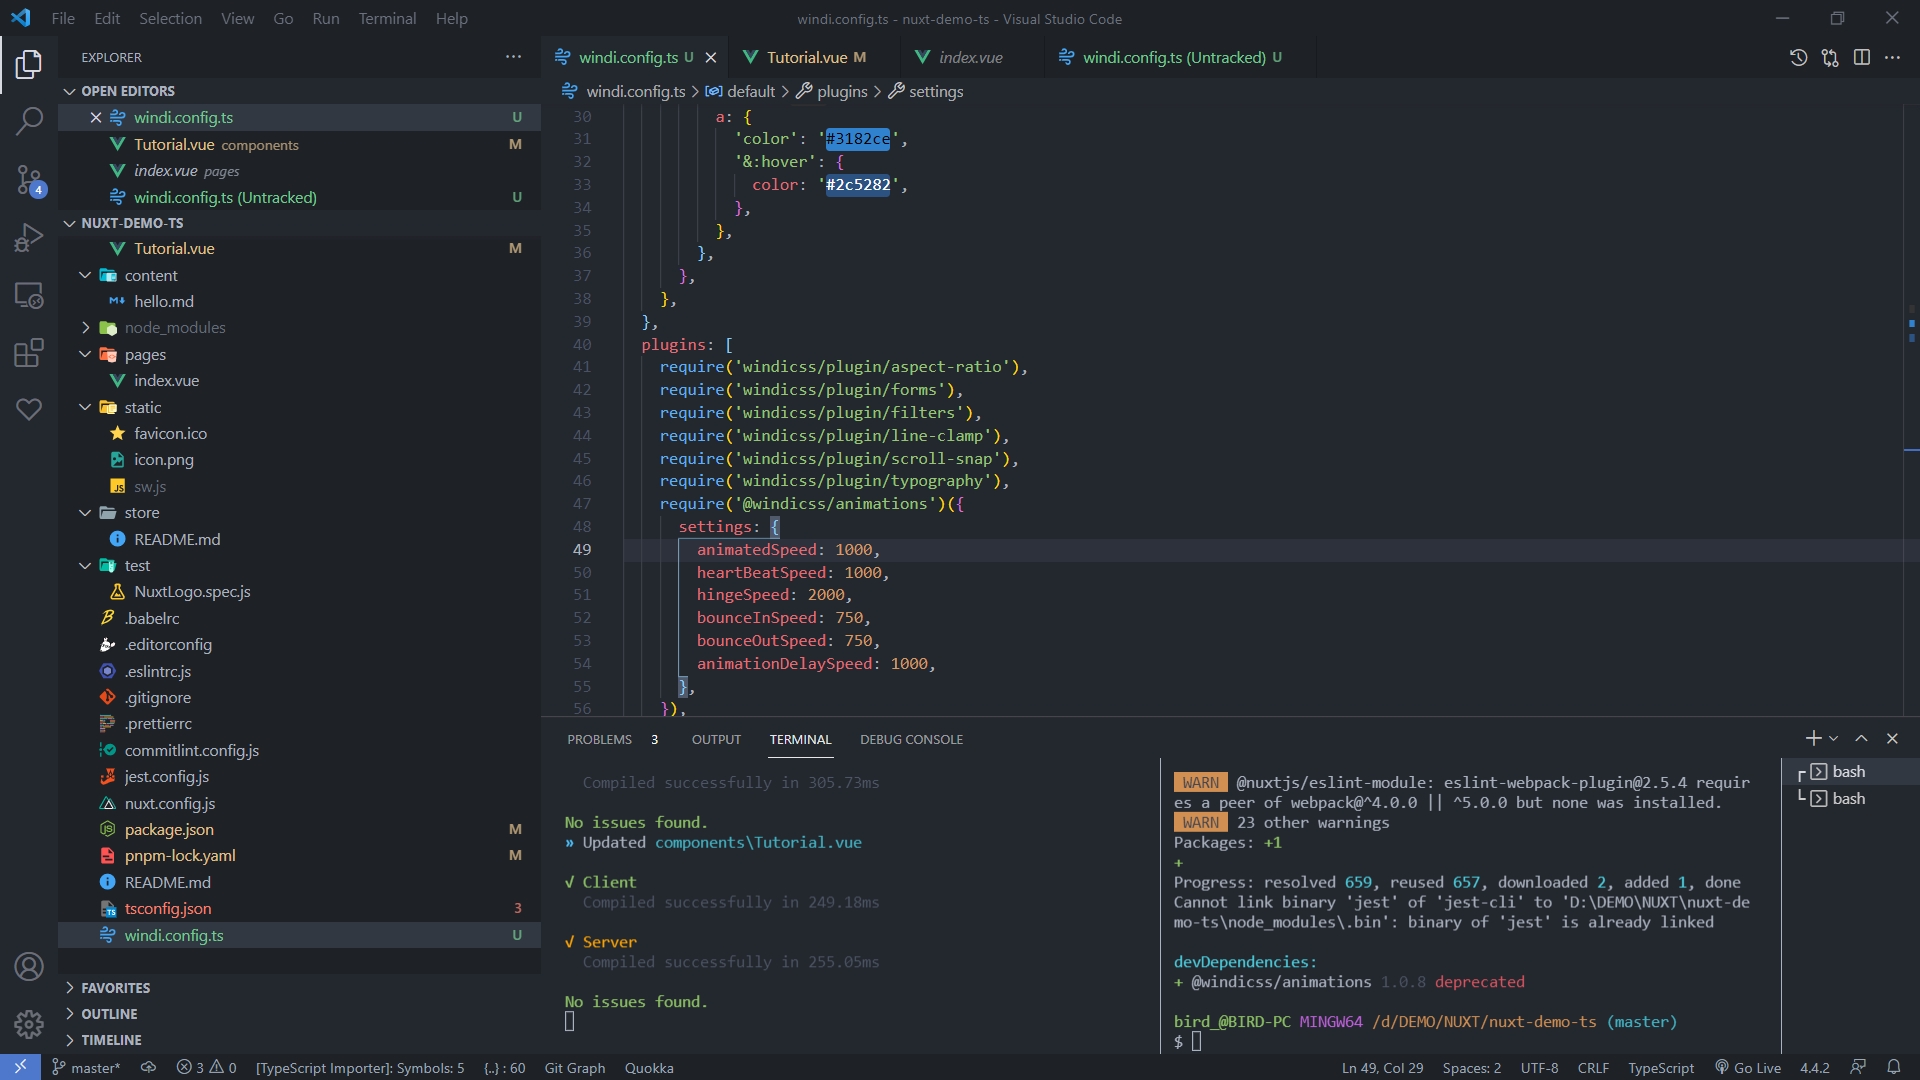 File Edit Selection View Go Run Terminal Help
windi.config.ts - nuxt-demo-ts - Visual Studio Code
EXPLORER
windi.config.ts U
Tutorial.vue M
index.vue
windi.config.ts (Untracked) U
OPEN EDITORS
windi.config.ts U
Tutorial.vue components M
index.vue pages
windi.config.ts (Untracked) U
NUXT-DEMO-TS
Tutorial.vue M
content
hello.md
node_modules
pages
index.vue
static
favicon.ico
icon.png
sw.js
store
README.md
test
NuxtLogo.spec.js
.babelrc
.editorconfig
.eslintrc.js
.gitignore
.prettierrc
commitlint.config.js
jest.config.js
nuxt.config.js
package.json M
pnpm-lock.yaml M
README.md
tsconfig.json 3
windi.config.ts U
FAVORITES
OUTLINE
TIMELINE
4
windi.config.ts > default > plugins > settings
30 a: {
31 'color': '#3182ce',
32 '&:hover': {
33 color: '#2c5282',
34 },
35 },
36 },
37 },
38 },
39 },
40 plugins: [
41 require('windicss/plugin/aspect-ratio'),
42 require('windicss/plugin/forms'),
43 require('windicss/plugin/filters'),
44 require('windicss/plugin/line-clamp'),
45 require('windicss/plugin/scroll-snap'),
46 require('windicss/plugin/typography'),
47 require('@windicss/animations')({
48 settings: {
49 animatedSpeed: 1000,
50 heartBeatSpeed: 1000,
51 hingeSpeed: 2000,
52 bounceInSpeed: 750,
53 bounceOutSpeed: 750,
54 animationDelaySpeed: 1000,
55 },
56 }),
PROBLEMS 3 OUTPUT TERMINAL DEBUG CONSOLE
Compiled successfully in 305.73ms
No issues found.
» Updated components\Tutorial.vue
√ Client
Compiled successfully in 249.18ms
√ Server
Compiled successfully in 255.05ms
No issues found.
WARN @nuxtjs/eslint-module: eslint-webpack-plugin@2.5.4 requir
es a peer of webpack@^4.0.0 || ^5.0.0 but none was installed.
WARN 23 other warnings
Packages: +1
+
Progress: resolved 659, reused 657, downloaded 2, added 1, done
Cannot link binary 'jest' of 'jest-cli' to 'D:\DEMO\NUXT\nuxt-de
mo-ts\node_modules\.bin': binary of 'jest' is already linked
devDependencies:
+ @windicss/animations 1.0.8 deprecated
bird_@BIRD-PC MINGW64 /d/DEMO/NUXT/nuxt-demo-ts (master)
$
bash
bash
master* 3 0 [TypeScript Importer]: Symbols: 5 {..} : 60 Git Graph Quokka
Ln 49, Col 29 Spaces: 2 UTF-8 CRLF TypeScript Go Live 4.4.2